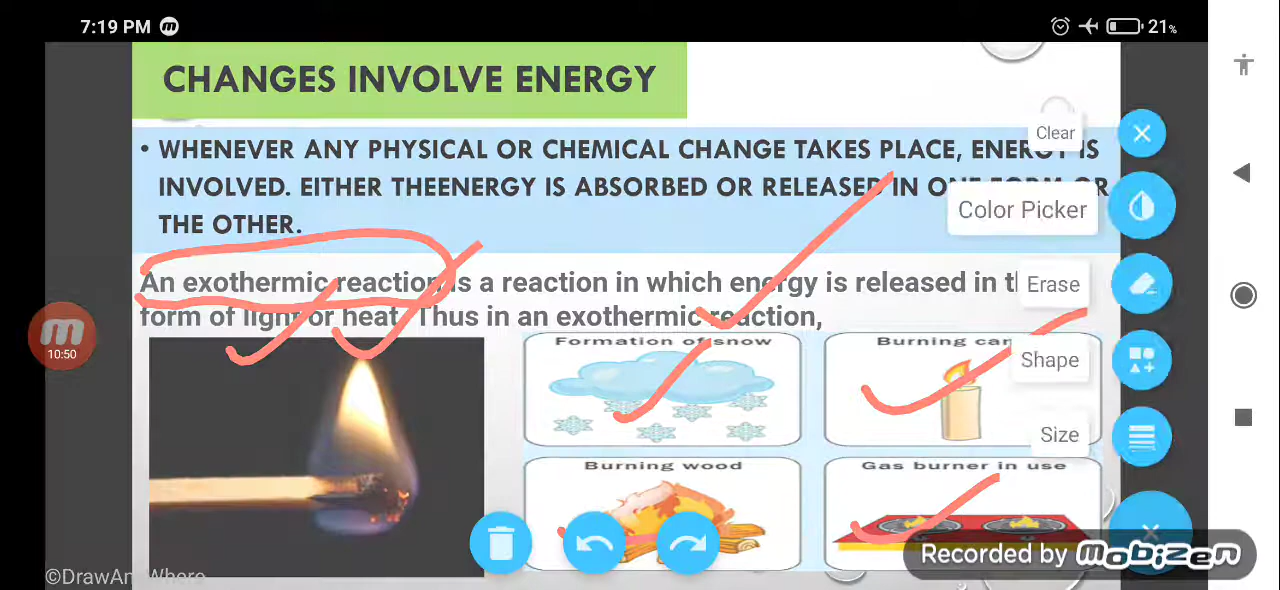 7:19 PM
21%
CHANGES INVOLVE ENERGY
• WHENEVER ANY PHYSICAL OR CHEMICAL CHANGE TAKES PLACE, ENERGY IS
INVOLVED. EITHER THEENERGY IS ABSORBED OR RELEASED IN ONE FORM OR
THE OTHER.
An exothermic reaction is a reaction in which energy is released in
form of light or heat. Thus in an exothermic reaction,
Formation of snow
Burning
Burning wood
Gas burner in use
Clear
Color Picker
Erase
Shape
Size
10:50
©DrawAnyWhere
Recorded by mobizen